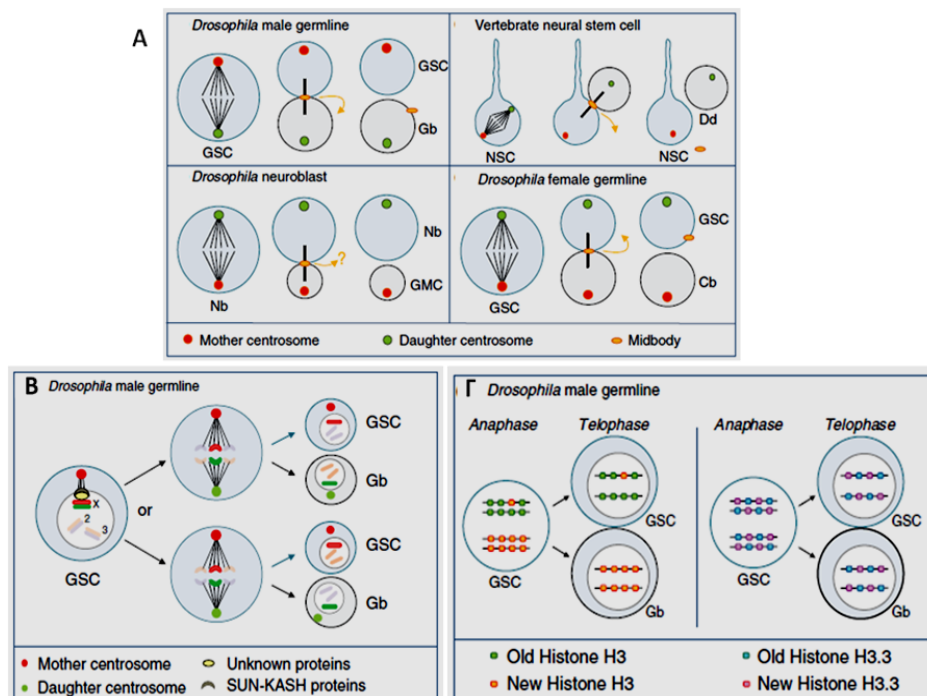 A
Drosophila male germline
GSC
GSC
Gb
Vertebrate neural stem cell
NSC
NSC
Dd
Drosophila neuroblast
Nb
Nb
GMC
?
Drosophila female germline
GSC
GSC
Cb
Mother centrosome
Daughter centrosome
Midbody
B
Drosophila male germline
X
2
3
GSC
or
GSC
Gb
GSC
Gb
Mother centrosome
Unknown proteins
Daughter centrosome
SUN-KASH proteins
Γ
Drosophila male germline
Anaphase
Telophase
GSC
GSC
Gb
Anaphase
Telophase
GSC
GSC
Gb
Old Histone H3
Old Histone H3.3
New Histone H3
New Histone H3.3